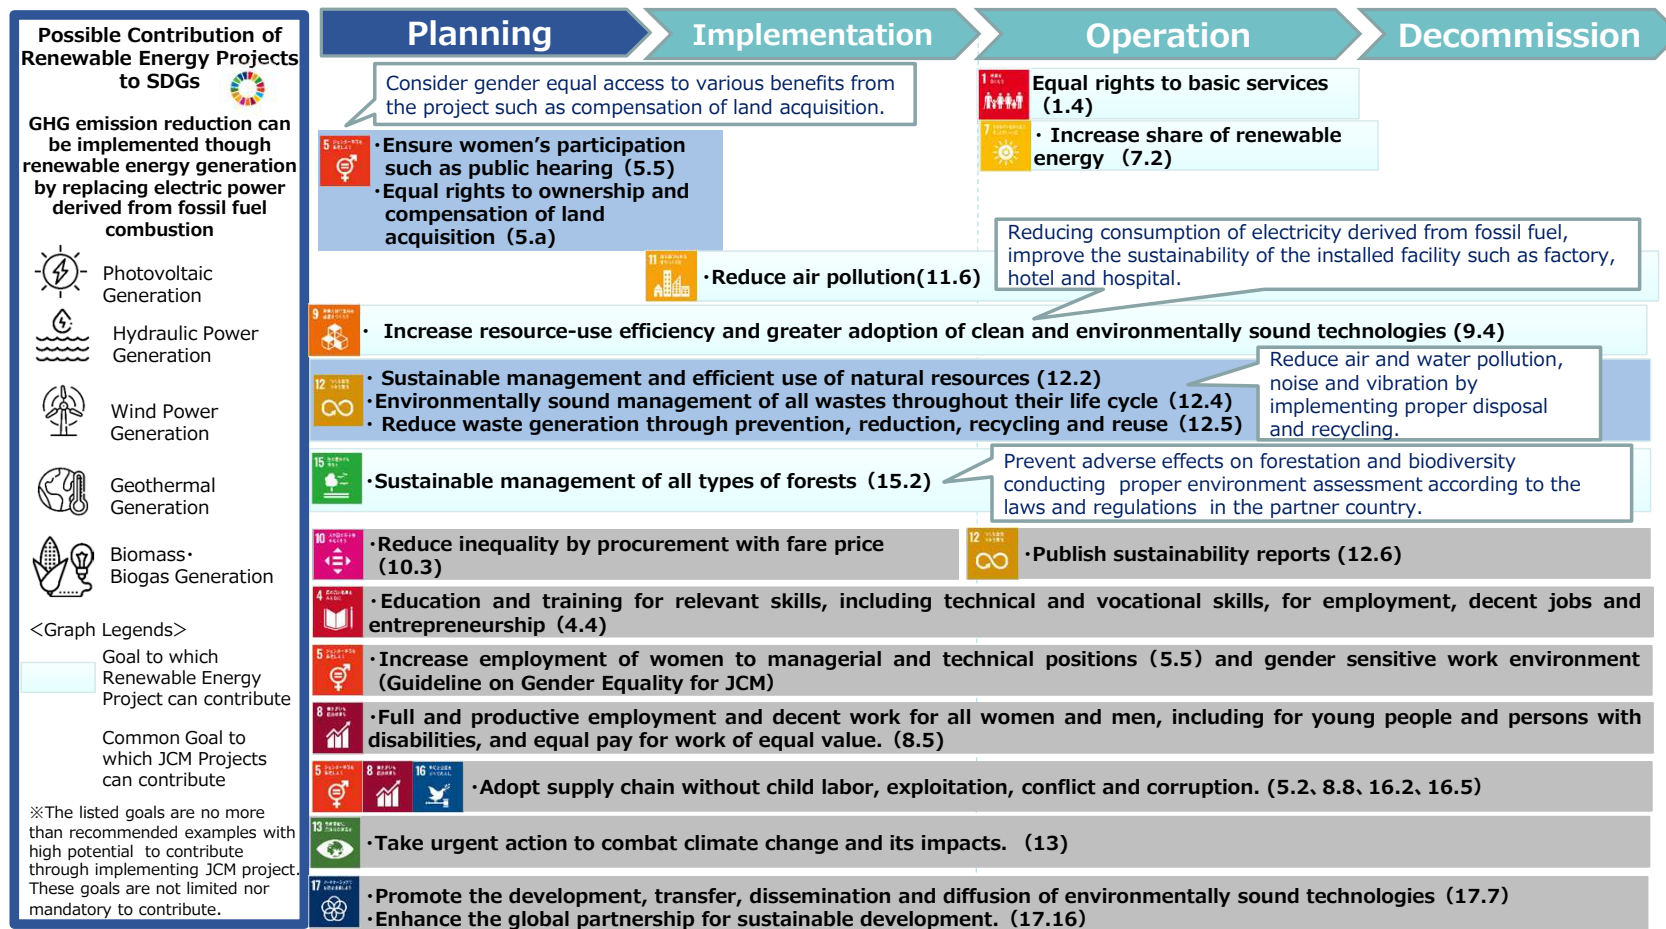 Possible Contribution of
Renewable Energy Projects
to SDGs
GHG emission reduction can
be implemented though
renewable energy generation
by replacing electric power
derived from fossil fuel
combustion
Photovoltaic
Generation
Hydraulic Power
Generation
Wind Power
Generation
Geothermal
Generation
Biomass・
Biogas Generation
<Graph Legends>
Goal to which
Renewable Energy
Project can contribute
Common Goal to
which JCM Projects
can contribute
※The listed goals are no more
than recommended examples with
high potential to contribute
through implementing JCM project.
These goals are not limited nor
mandatory to contribute.
Planning
Implementation
Operation
Decommission
Consider gender equal access to various benefits from
the project such as compensation of land acquisition.
1
Equal rights to basic services
(1.4)
7
・ Increase share of renewable
energy （7.2）
5
・Ensure women's participation
such as public hearing（5.5）
・Equal rights to ownership and
compensation of land
acquisition（5.a）
Reducing consumption of electricity derived from fossil fuel,
improve the sustainability of the installed facility such as factory,
hotel and hospital.
11
・Reduce air pollution(11.6)
9
・ Increase resource-use efficiency and greater adoption of clean and environmentally sound technologies (9.4)
12
・ Sustainable management and efficient use of natural resources (12.2)
・Environmentally sound management of all wastes throughout their life cycle（12.4）
・ Reduce waste generation through prevention, reduction, recycling and reuse（12.5）
Reduce air and water pollution,
noise and vibration by
implementing proper disposal
and recycling.
15
・Sustainable management of all types of forests（15.2）
Prevent adverse effects on forestation and biodiversity
conducting proper environment assessment according to the
laws and regulations in the partner country.
10
・Reduce inequality by procurement with fare price
（10.3）
12
・Publish sustainability reports (12.6)
4
・Education and training for relevant skills, including technical and vocational skills, for employment, decent jobs and
entrepreneurship（4.4）
5
・Increase employment of women to managerial and technical positions（5.5）and gender sensitive work environment
（Guideline on Gender Equality for JCM）
8
・Full and productive employment and decent work for all women and men, including for young people and persons with
disabilities, and equal pay for work of equal value.（8.5）
5 8 16
・Adopt supply chain without child labor, exploitation, conflict and corruption. (5.2、8.8、16.2、16.5）
13
・Take urgent action to combat climate change and its impacts. （13）
17
・Promote the development, transfer, dissemination and diffusion of environmentally sound technologies（17.7）
・Enhance the global partnership for sustainable development.（17.16）